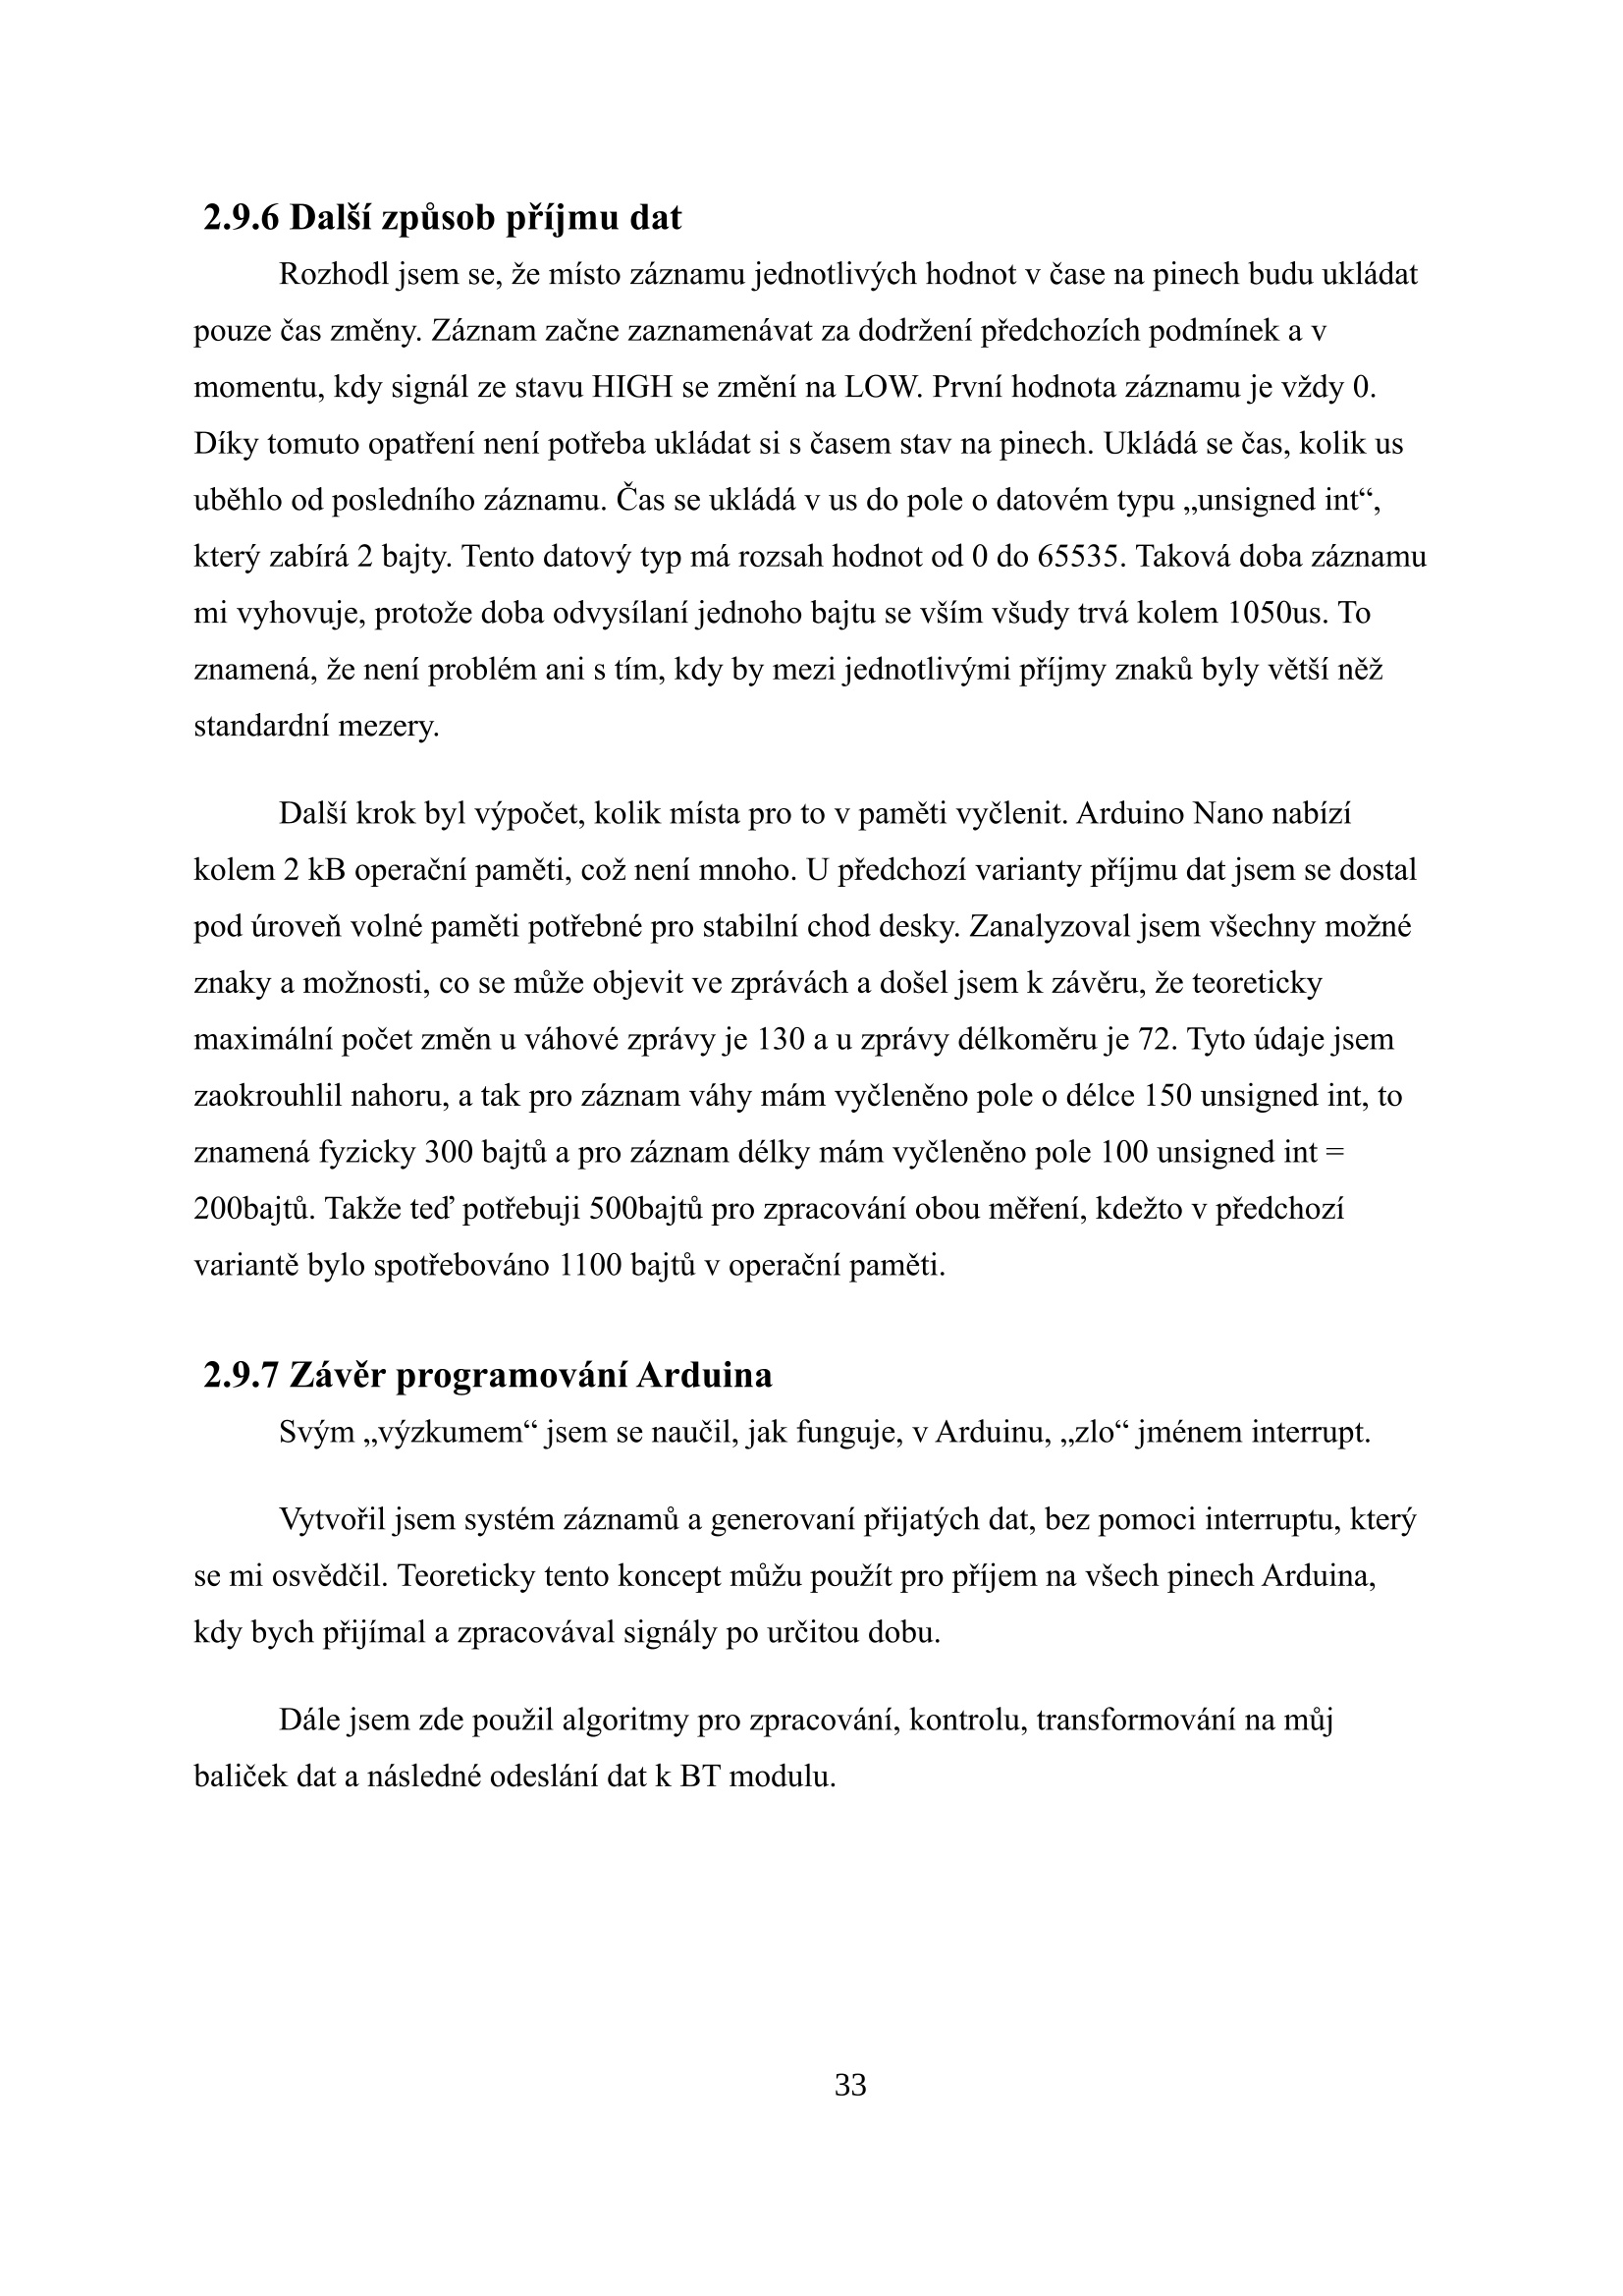 2.9.6 Další způsob příjmu dat
Rozhodl jsem se, že místo záznamu jednotlivých hodnot v čase na pinech budu ukládat
pouze čas změny. Záznam začne zaznamenávat za dodržení předchozích podmínek a v
momentu, kdy signál ze stavu HIGH se změní na LOW. První hodnota záznamu je vždy 0.
Díky tomuto opatření není potřeba ukládat si s časem stav na pinech. Ukládá se čas, kolik us
uběhlo od posledního záznamu. Čas se ukládá v us do pole o datovém typu „unsigned int“,
který zabírá 2 bajty. Tento datový typ má rozsah hodnot od 0 do 65535. Taková doba záznamu
mi vyhovuje, protože doba odvysílaní jednoho bajtu se vším všudy trvá kolem 1050us. To
znamená, že není problém ani s tím, kdy by mezi jednotlivými příjmy znaků byly větší něž
standardní mezery.
Další krok byl výpočet, kolik místa pro to v paměti vyčlenit. Arduino Nano nabízí
kolem 2 kB operační paměti, což není mnoho. U předchozí varianty příjmu dat jsem se dostal
pod úroveň volné paměti potřebné pro stabilní chod desky. Zanalyzoval jsem všechny možné
znaky a možnosti, co se může objevit ve zprávách a došel jsem k závěru, že teoreticky
maximální počet změn u váhové zprávy je 130 a u zprávy délkoměru je 72. Tyto údaje jsem
zaokrouhlil nahoru, a tak pro záznam váhy mám vyčleněno pole o délce 150 unsigned int, to
znamená fyzicky 300 bajtů a pro záznam délky mám vyčleněno pole 100 unsigned int =
200bajtů. Takže teď potřebuji 500bajtů pro zpracování obou měření, kdežto v předchozí
variantě bylo spotřebováno 1100 bajtů v operační paměti.
2.9.7 Závěr programování Arduina
Svým „výzkumem“ jsem se naučil, jak funguje, v Arduinu, „zlo“ jménem interrupt.
Vytvořil jsem systém záznamů a generovaní přijatých dat, bez pomoci interruptu, který
se mi osvědčil. Teoreticky tento koncept můžu použít pro příjem na všech pinech Arduina,
kdy bych přijímal a zpracovával signály po určitou dobu.
Dále jsem zde použil algoritmy pro zpracování, kontrolu, transformování na můj
baliček dat a následné odeslání dat k BT modulu.
33